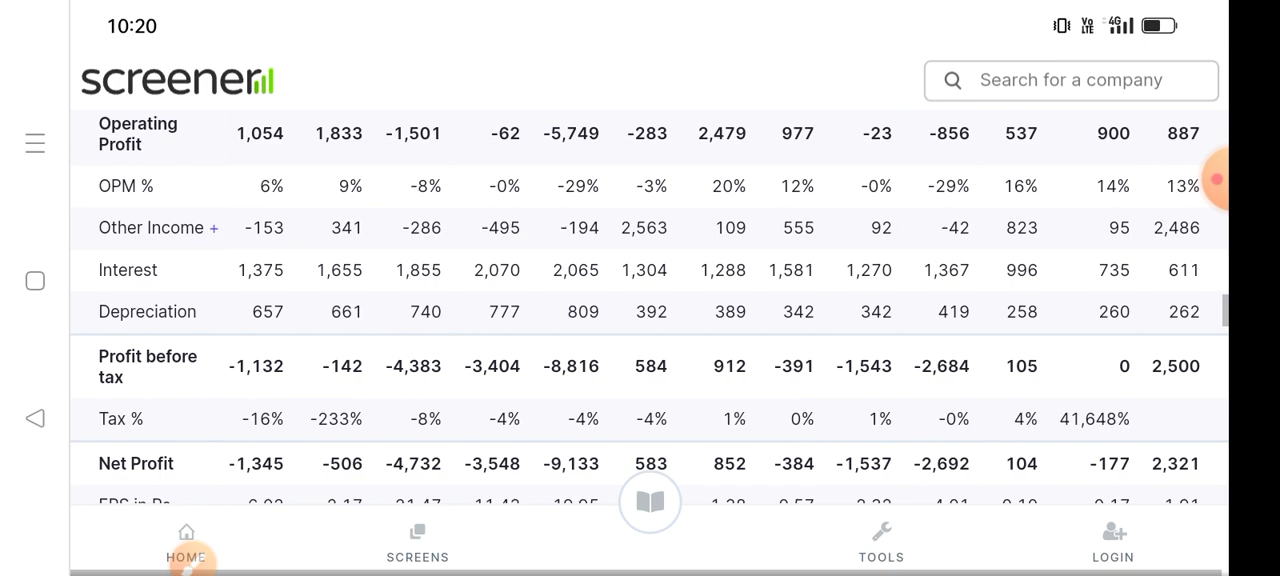 10:20
Vo LTE 4G
screener
Search for a company
Operating Profit 1,054 1,833 -1,501 -62 -5,749 -283 2,479 977 -23 -856 537 900 887
OPM % 6% 9% -8% -0% -29% -3% 20% 12% -0% -29% 16% 14% 13%
Other Income + -153 341 -286 -495 -194 2,563 109 555 92 -42 823 95 2,486
Interest 1,375 1,655 1,855 2,070 2,065 1,304 1,288 1,581 1,270 1,367 996 735 611
Depreciation 657 661 740 777 809 392 389 342 342 419 258 260 262
Profit before tax -1,132 -142 -4,383 -3,404 -8,816 584 912 -391 -1,543 -2,684 105 0 2,500
Tax % -16% -233% -8% -4% -4% -4% 1% 0% 1% -0% 4% 41,648%
Net Profit -1,345 -506 -4,732 -3,548 -9,133 583 852 -384 -1,537 -2,692 104 -177 2,321
HOME SCREENS TOOLS LOGIN